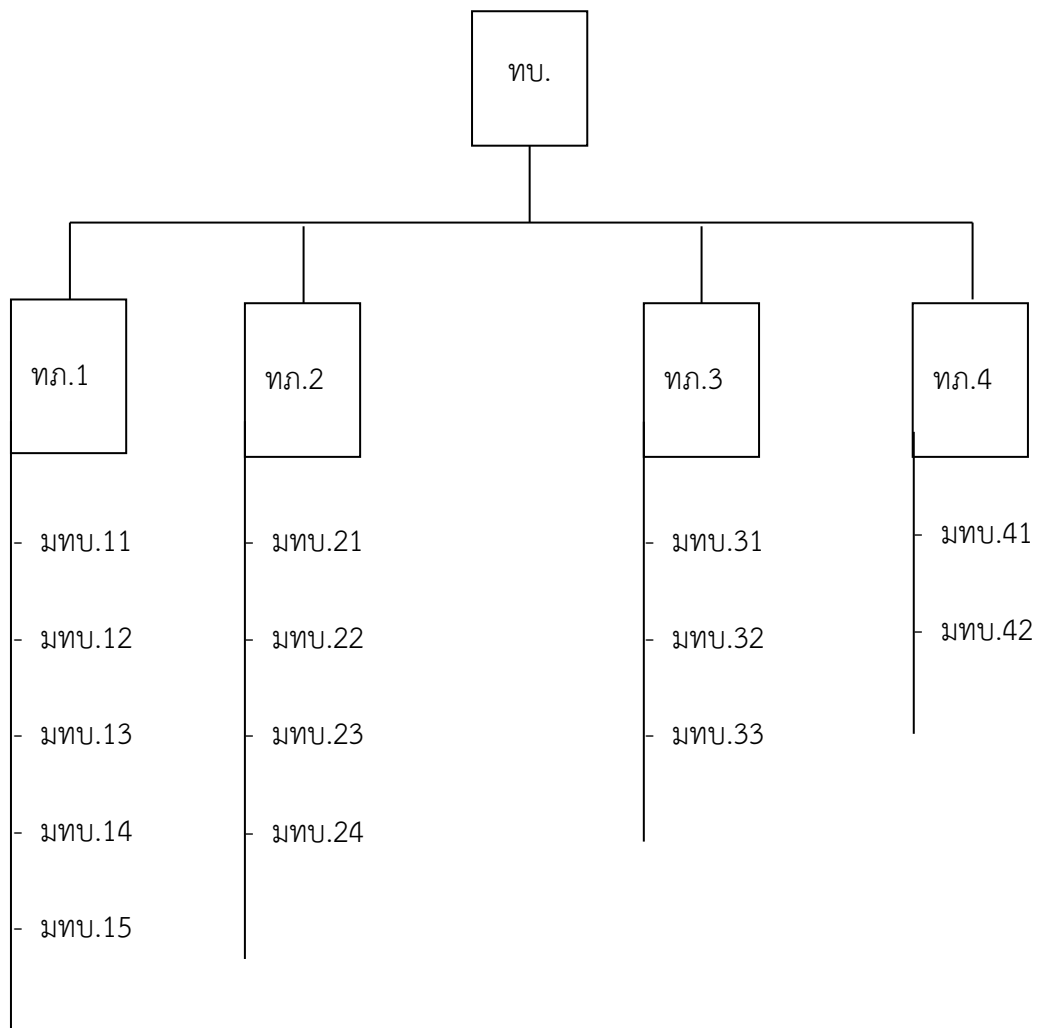 ทบ.
ทภ.1
ทภ.2
ทภ.3
ทภ.4
- มทบ.11
- มทบ.12
- มทบ.13
- มทบ.14
- มทบ.15
- มทบ.21
- มทบ.22
- มทบ.23
- มทบ.24
- มทบ.31
- มทบ.32
- มทบ.33
- มทบ.41
- มทบ.42